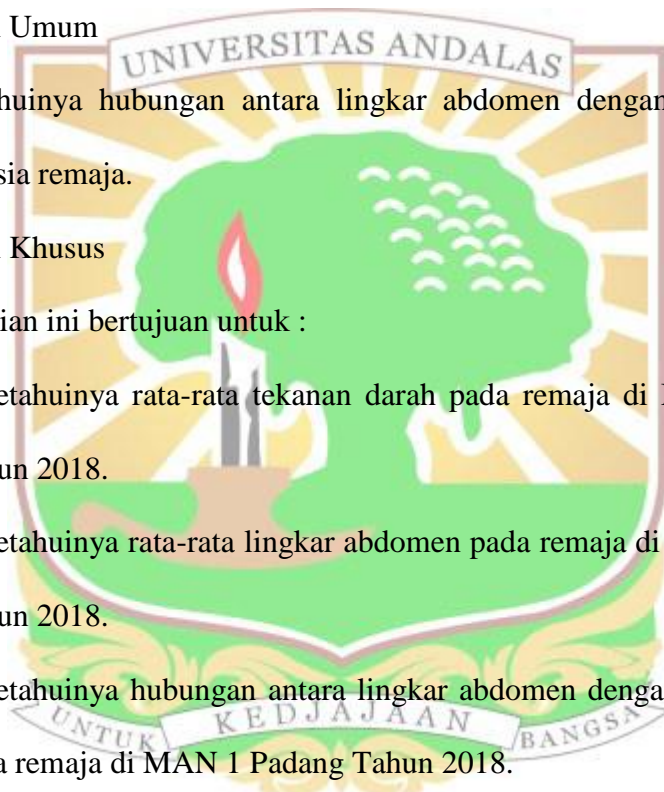 Umum
UNIVERSITAS ANDALAS
huinya hubungan antara lingkar abdomen dengan
sia remaja.
Khusus
ian ini bertujuan untuk :
etahuinya rata-rata tekanan darah pada remaja di
un 2018.
etahuinya rata-rata lingkar abdomen pada remaja di
un 2018.
etahuinya hubungan antara lingkar abdomen denga
UNTUK KEDJAJAAN BANGSA
a remaja di MAN 1 Padang Tahun 2018.